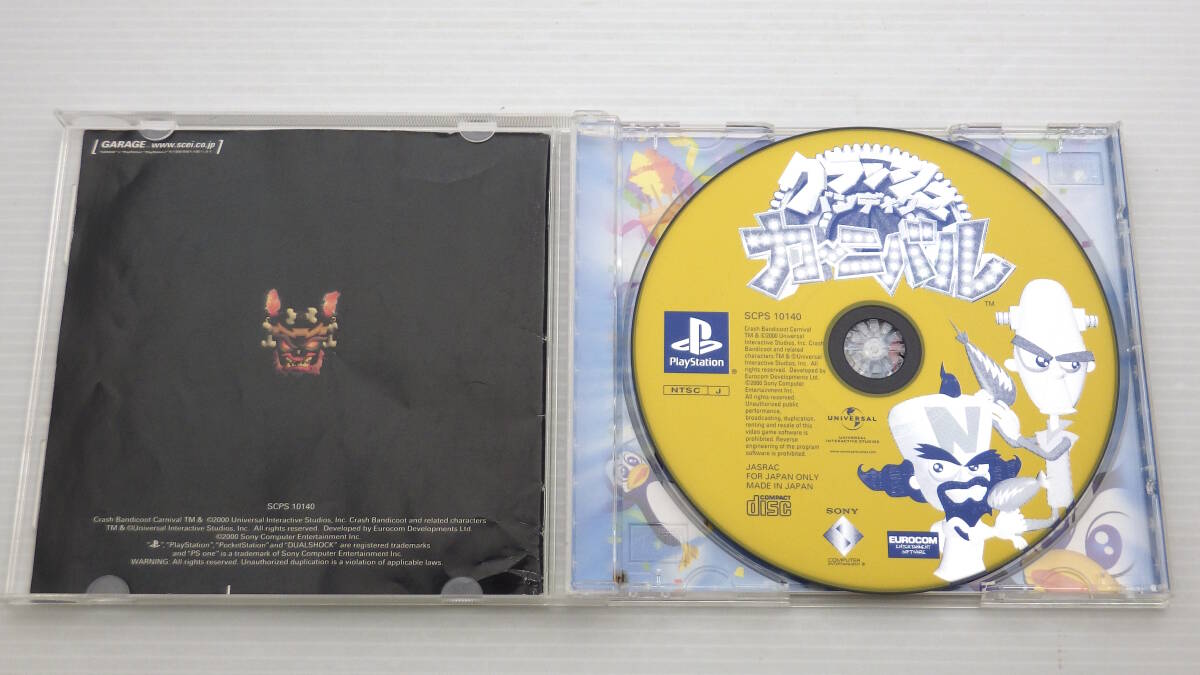 [ GARAGE www.scei.co.jp ]
SCPS 10140
Crash Bandicoot Carnival TM & ©2000 Universal Interactive Studios, Inc. Crash Bandicoot and related characters
TM & ©Universal Interactive Studios, Inc. All rights reserved. Developed by Eurocom Developments Ltd.
©2000 Sony Computer Entertainment Inc.
"", "PlayStation", "PocketStation" and "DUALSHOCK" are registered trademarks
and "PS one" is a trademark of Sony Computer Entertainment Inc.
WARNING: All rights reserved. Unauthorized duplication is a violation of applicable laws.
クラッシュ
バンディクー
カーニバル
TM
PlayStation
®
NTSC J
SCPS 10140
Crash Bandicoot Carnival
TM & ©2000 Universal
Interactive Studios, Inc. Crash
Bandicoot and related
characters TM & ©Universal
Interactive Studios, Inc. All
rights reserved. Developed by
Eurocom Developments Ltd.
©2000 Sony Computer
Entertainment Inc.
All rights reserved.
Unauthorized public
performance,
broadcasting, duplication,
renting and resale of this
video game software is
prohibited. Reverse
engineering of the program
software is prohibited.
JASRAC
FOR JAPAN ONLY
MADE IN JAPAN
COMPACT
disc
UNIVERSAL
UNIVERSAL
INTERACTIVE STUDIOS
SONY
COMPUTER
ENTERTAINMENT ®
EUROCOM
ENTERTAINMENT
SOFTWARE
N